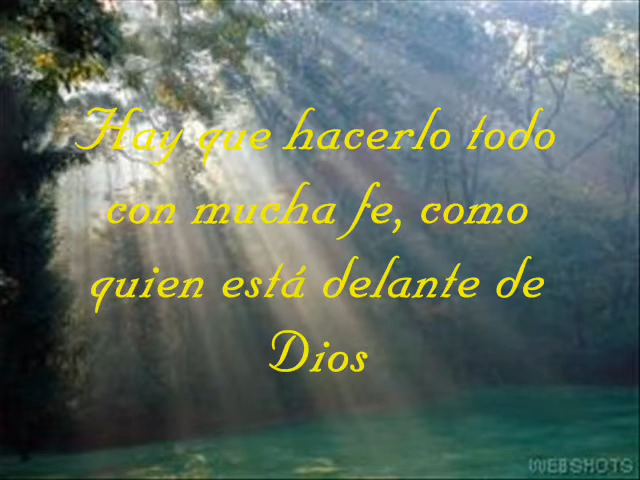 Hay que hacerlo todo
con mucha fe, como
quien está delante de
Dios
WEBSHOTS